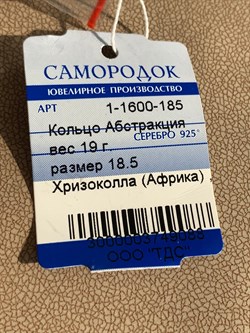 САМОРОДОК
ЮВЕЛИРНОЕ ПРОИЗВОДСТВО
АРТ 1-1600-185
Кольцо Абстракция
СЕРЕБРО 925°
вес 19 г.
размер 18.5
Хризоколла (Африка)
ООО "ТДС"